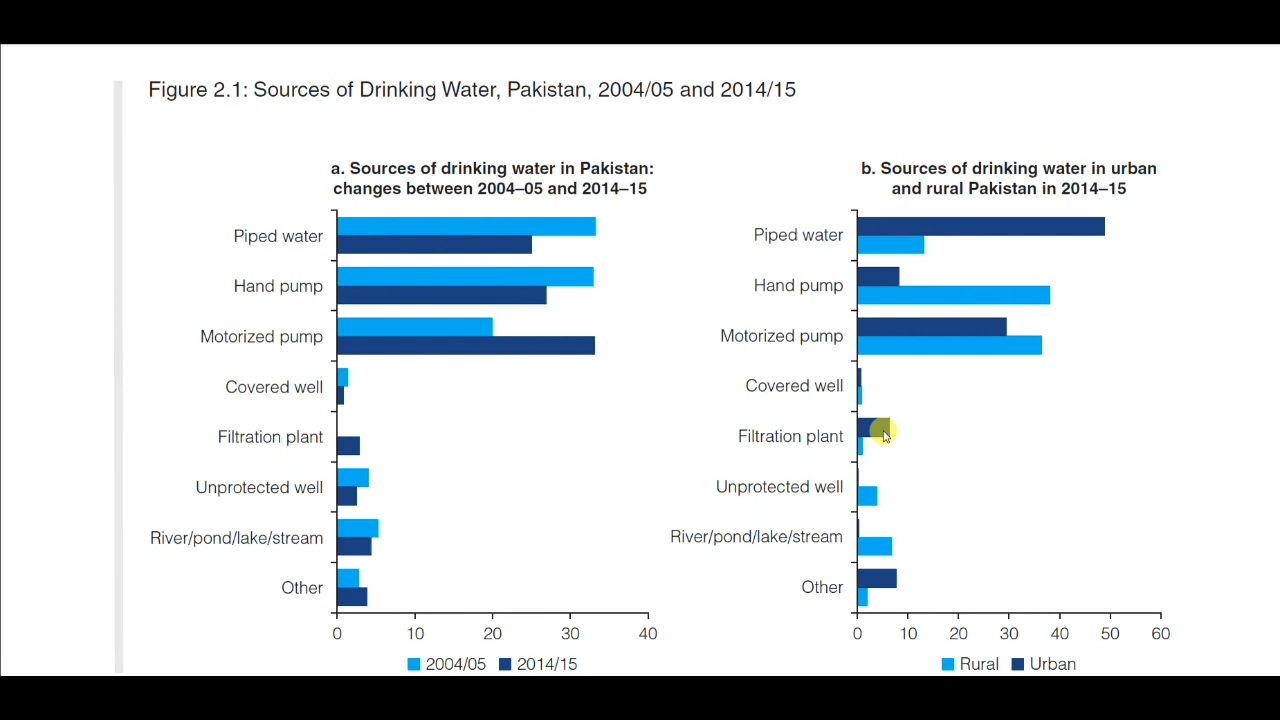 Figure 2.1: Sources of Drinking Water, Pakistan, 2004/05 and 2014/15
a. Sources of drinking water in Pakistan:
changes between 2004–05 and 2014–15
Piped water
Hand pump
Motorized pump
Covered well
Filtration plant
Unprotected well
River/pond/lake/stream
Other
0 10 20 30 40
2004/05 2014/15
b. Sources of drinking water in urban
and rural Pakistan in 2014–15
Piped water
Hand pump
Motorized pump
Covered well
Filtration plant
Unprotected well
River/pond/lake/stream
Other
0 10 20 30 40 50 60
Rural Urban